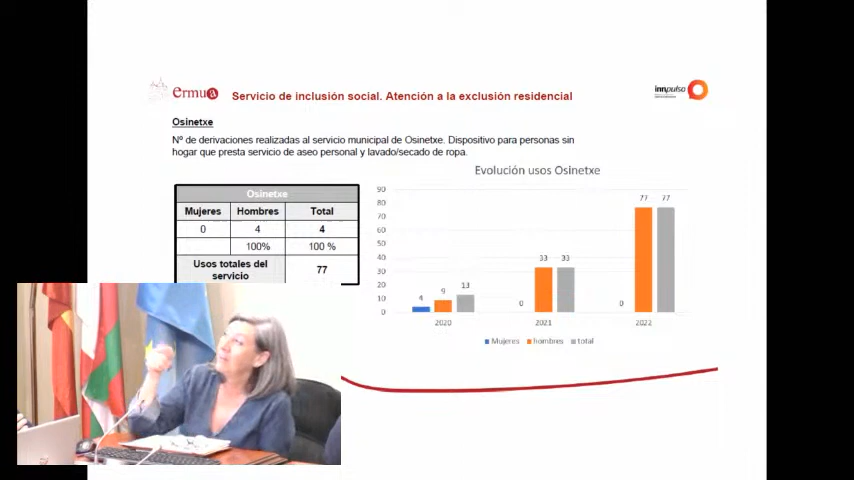 ermua
Servicio de inclusión social. Atención a la exclusión residencial
innpulso
Osinetxe
Nº de derivaciones realizadas al servicio municipal de Osinetxe. Dispositivo para personas sin
hogar que presta servicio de aseo personal y lavado/secado de ropa.
Osinetxe
Mujeres Hombres Total
0 4 4
100% 100 %
Usos totales del
servicio
77
Evolución usos Osinetxe
90
80
70
60
50
40
30
20
10
0
4 9 13
0 33 33
0 77 77
2020 2021 2022
Mujeres hombres total